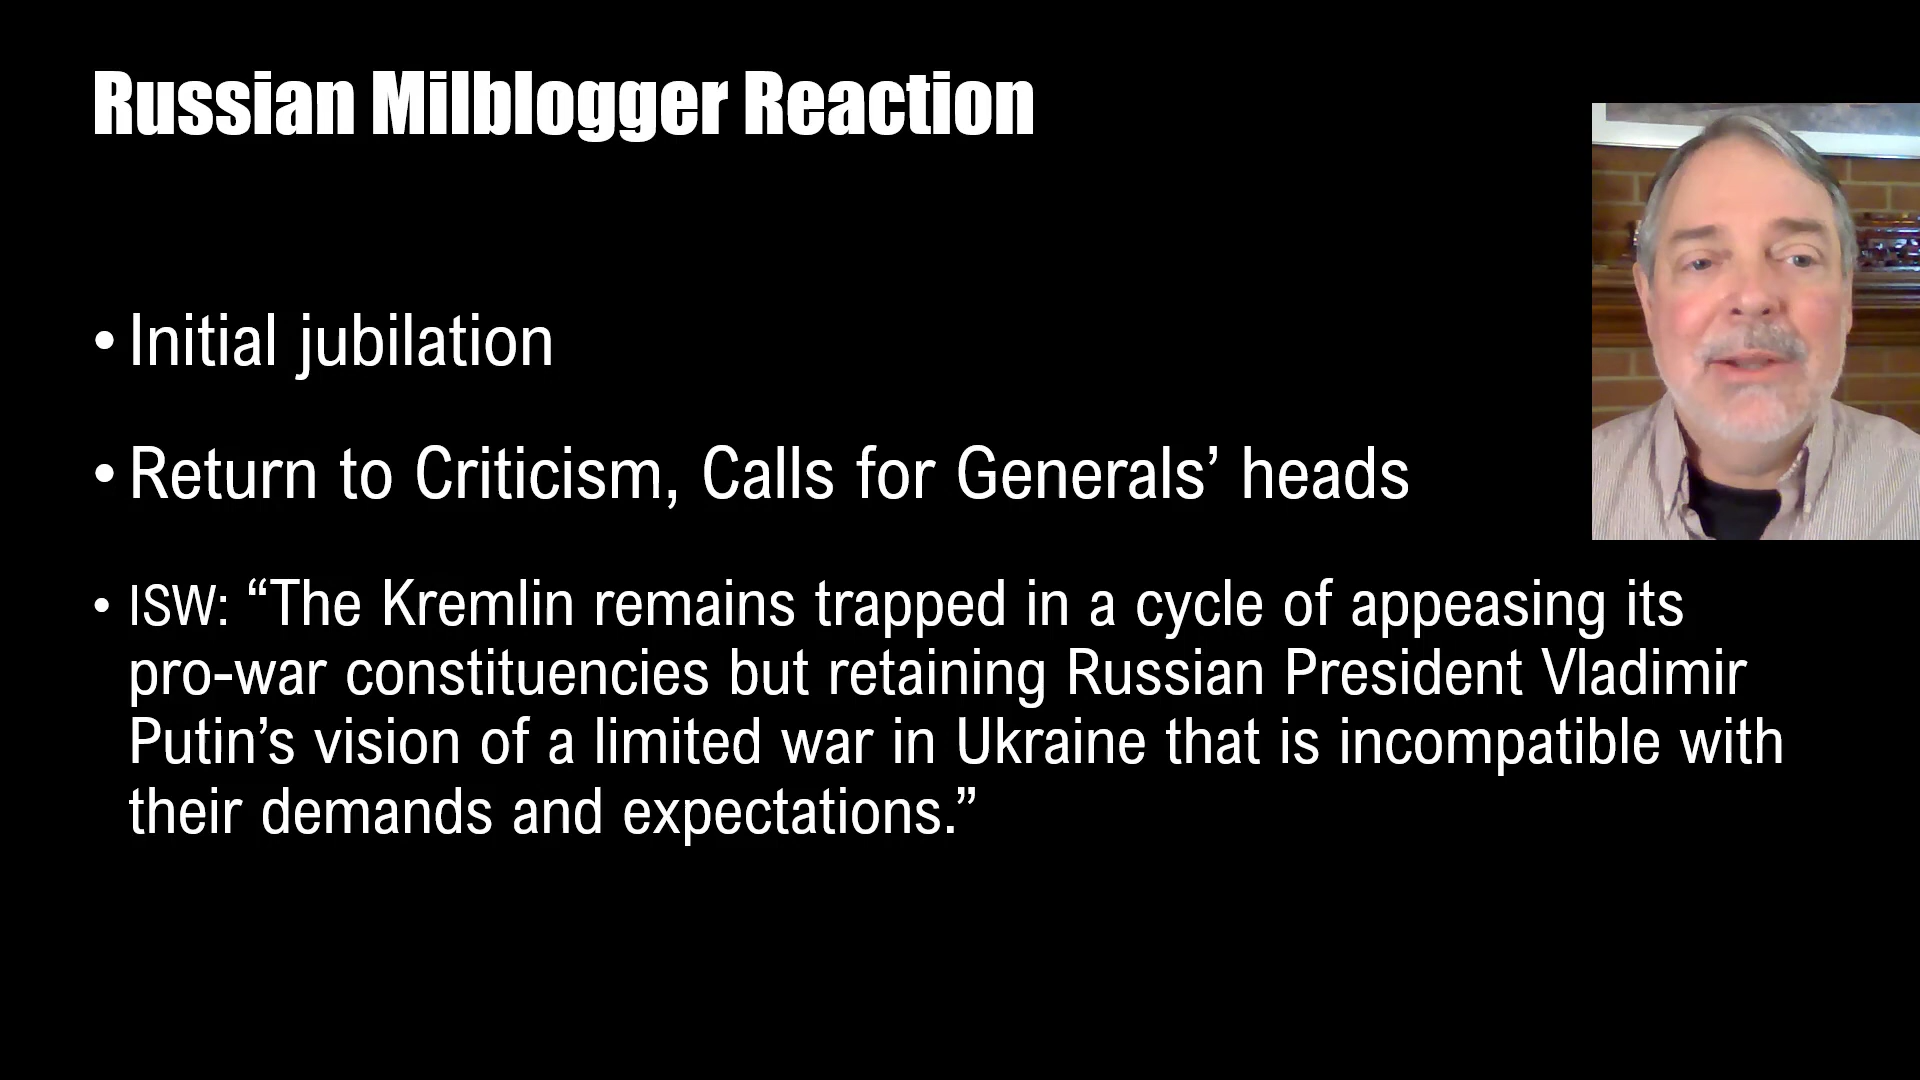 Russian Milblogger Reaction
• Initial jubilation
• Return to Criticism, Calls for Generals’ heads
• ISW: “The Kremlin remains trapped in a cycle of appeasing its
pro-war constituencies but retaining Russian President Vladimir
Putin’s vision of a limited war in Ukraine that is incompatible with
their demands and expectations.”